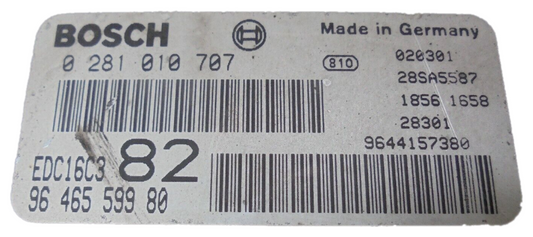 BOSCH
Made in Germany
0 281 010 707
810
020301
28SA5587
1856 1658
28301
9644157380
EDC16C3
82
96 465 599 80